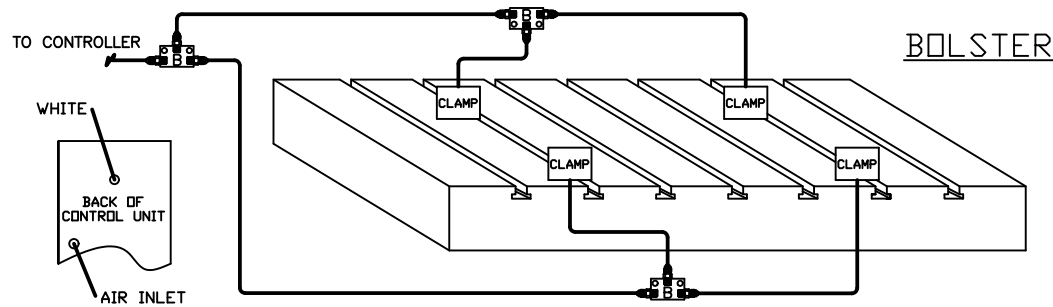 TO CONTROLLER
B
B
BOLSTER
WHITE
CLAMP
CLAMP
CLAMP
CLAMP
BACK OF
CONTROL UNIT
AIR INLET
B